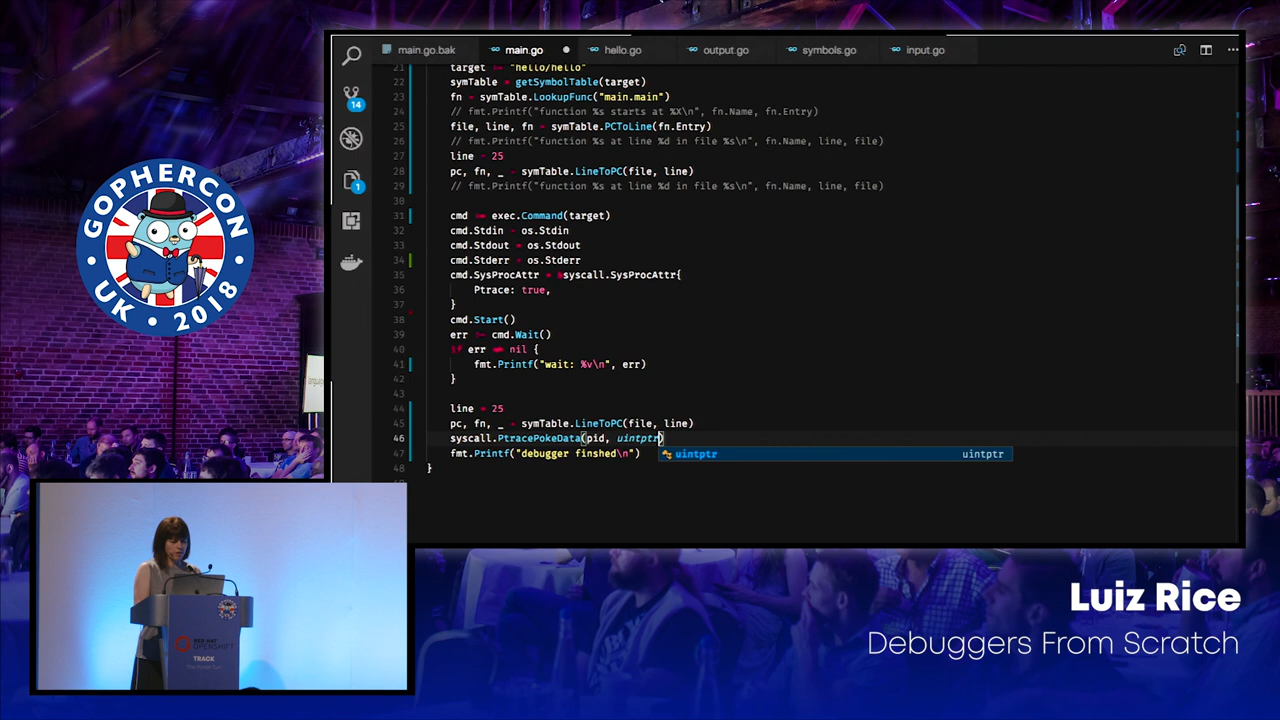 main.go.bak main.go hello.go output.go symbols.go input.go
21 target := "hello/hello"
22 symTable = getSymbolTable(target)
23 fn = symTable.LookupFunc("main.main")
24 // fmt.Printf("function %s starts at %X\n", fn.Name, fn.Entry)
25 file, line, fn = symTable.PCToLine(fn.Entry)
26 // fmt.Printf("function %s at line %d in file %s\n", fn.Name, line, file)
27 line = 25
28 pc, fn, _ = symTable.LineToPC(file, line)
29 // fmt.Printf("function %s at line %d in file %s\n", fn.Name, line, file)
30
31 cmd := exec.Command(target)
32 cmd.Stdin = os.Stdin
33 cmd.Stdout = os.Stdout
34 cmd.Stderr = os.Stderr
35 cmd.SysProcAttr = &syscall.SysProcAttr{
36 Ptrace: true,
37 }
38 cmd.Start()
39 err := cmd.Wait()
40 if err != nil {
41 fmt.Printf("wait: %v\n", err)
42 }
43
44 line = 25
45 pc, fn, _ = symTable.LineToPC(file, line)
46 syscall.PtracePokeData(pid, uintptr)
47 fmt.Printf("debugger finshed\n")
uintptr uintptr
48 }
14
1
GOPHERCON
UK • 2018
RED HAT
OPENSHIFT
TRACK
Luiz Rice
Debuggers From Scratch